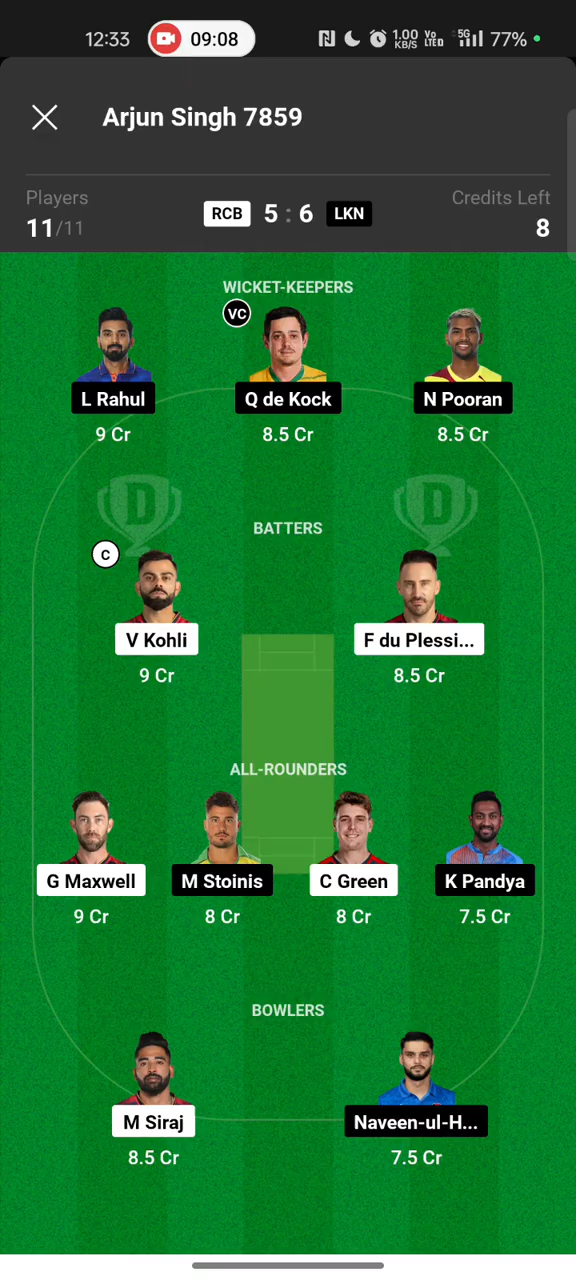 12:33 09:08 1.00 KB/S Vo LTED 5G 77%
Arjun Singh 7859
Players Credits Left
11/11 RCB 5 : 6 LKN 8
WICKET-KEEPERS
VC
L Rahul Q de Kock N Pooran
9 Cr 8.5 Cr 8.5 Cr
D D
BATTERS
C
V Kohli F du Plessi...
9 Cr 8.5 Cr
ALL-ROUNDERS
G Maxwell M Stoinis C Green K Pandya
9 Cr 8 Cr 8 Cr 7.5 Cr
BOWLERS
M Siraj Naveen-ul-H...
8.5 Cr 7.5 Cr